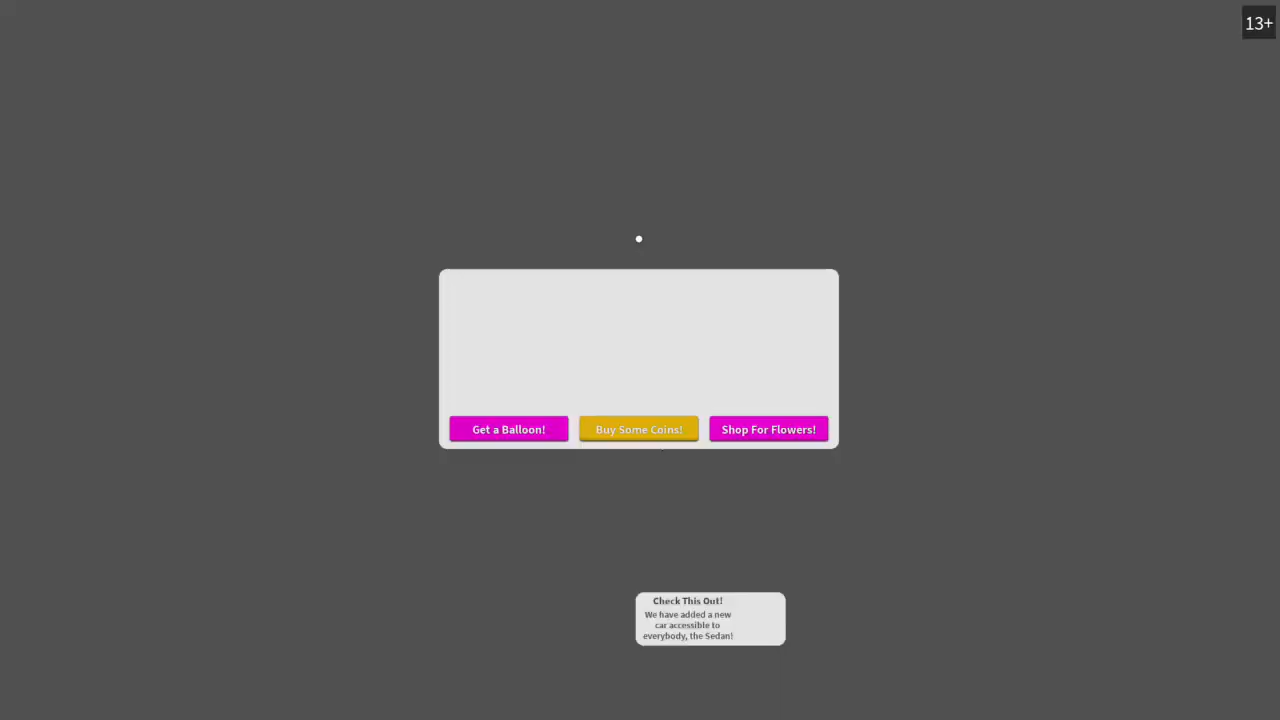 13+
Get a Balloon!
Buy Some Coins!
Shop For Flowers!
Check This Out!
We have added a new
car accessible to
everybody, the Sedan!